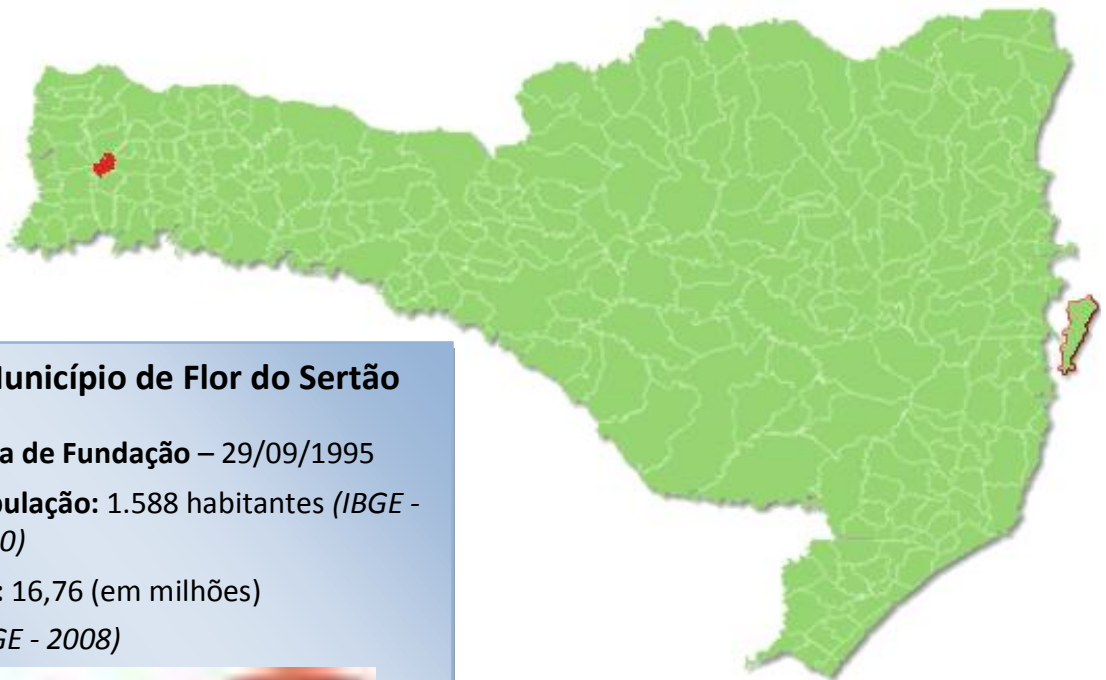 unicípio de Flor do Sertão
a de Fundação – 29/09/1995
ulação: 1.588 habitantes (IBGE -
0)
: 16,76 (em milhões)
GE - 2008)